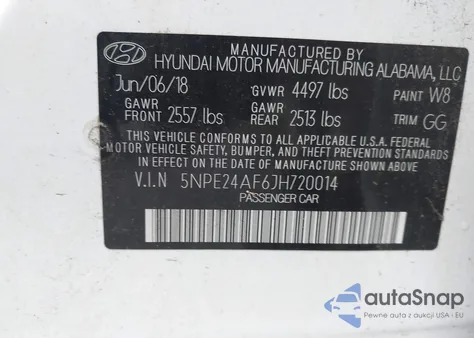 MANUFACTURED BY
HYUNDAI MOTOR MANUFACTURING ALABAMA, LLC
Jun/06/18 GVWR 4497 lbs PAINT W8
GAWR FRONT 2557 lbs GAWR REAR 2513 lbs TRIM GG
THIS VEHICLE CONFORMS TO ALL APPLICABLE U.S.A. FEDERAL
MOTOR VEHICLE SAFETY, BUMPER, AND THEFT PREVENTION
STANDARDS IN EFFECT ON THE DATE OF MANUFACTURE SHOWN ABOVE.
V.I.N 5NPE24AF6JH720014
PASSENGER CAR
autoSnap
Pewne auta z aukcji USA - EU